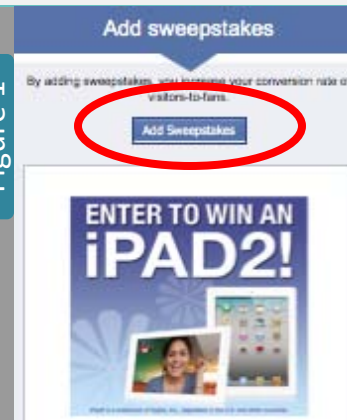 Add sweepstakes
Figure 1
By adding sweepstakes, you increase your conversion rate of
visitors-to-fans.
Add Sweepstakes
ENTER TO WIN AN
iPAD2!